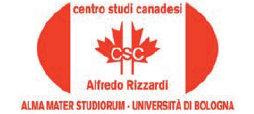 centro studi canadesi
CSC
Alfredo Rizzardi
ALMA MATER STUDIORUM - UNIVERSITÀ DI BOLOGNA